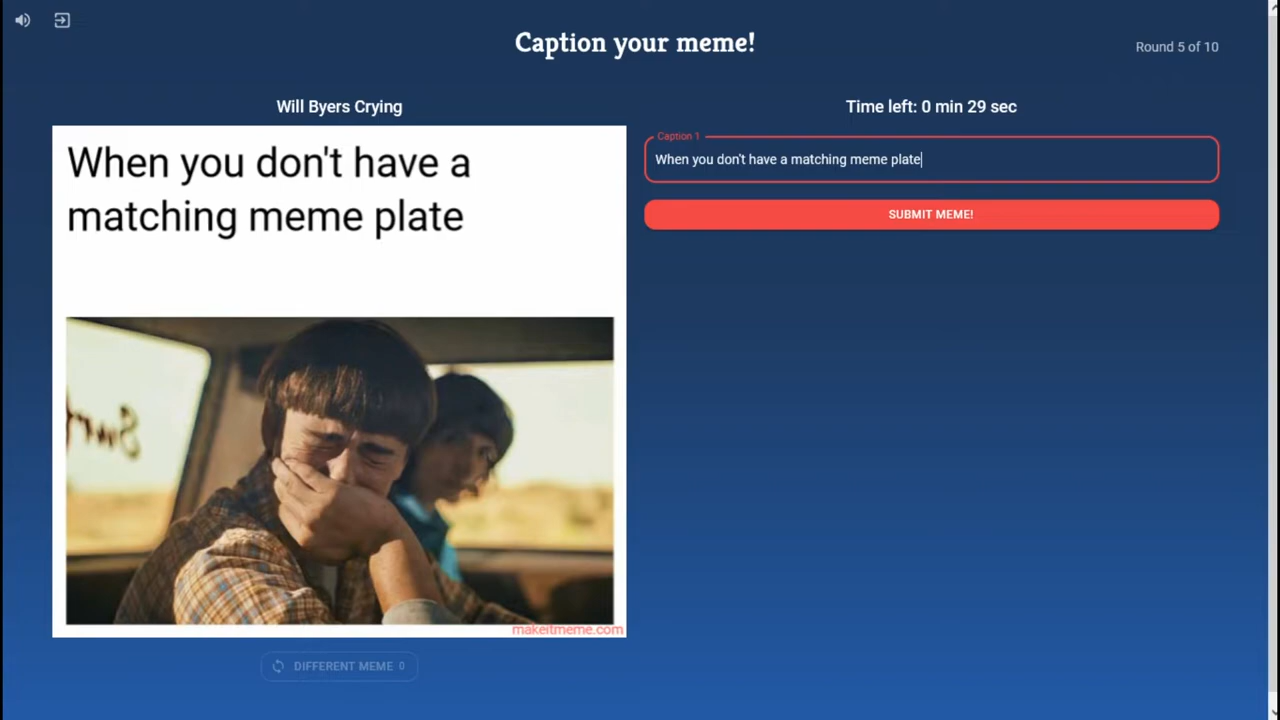 Caption your meme!
Round 5 of 10
Will Byers Crying
When you don't have a
matching meme plate
makeitmeme.com
DIFFERENT MEME 0
Time left: 0 min 29 sec
Caption 1
When you don't have a matching meme plate
SUBMIT MEME!